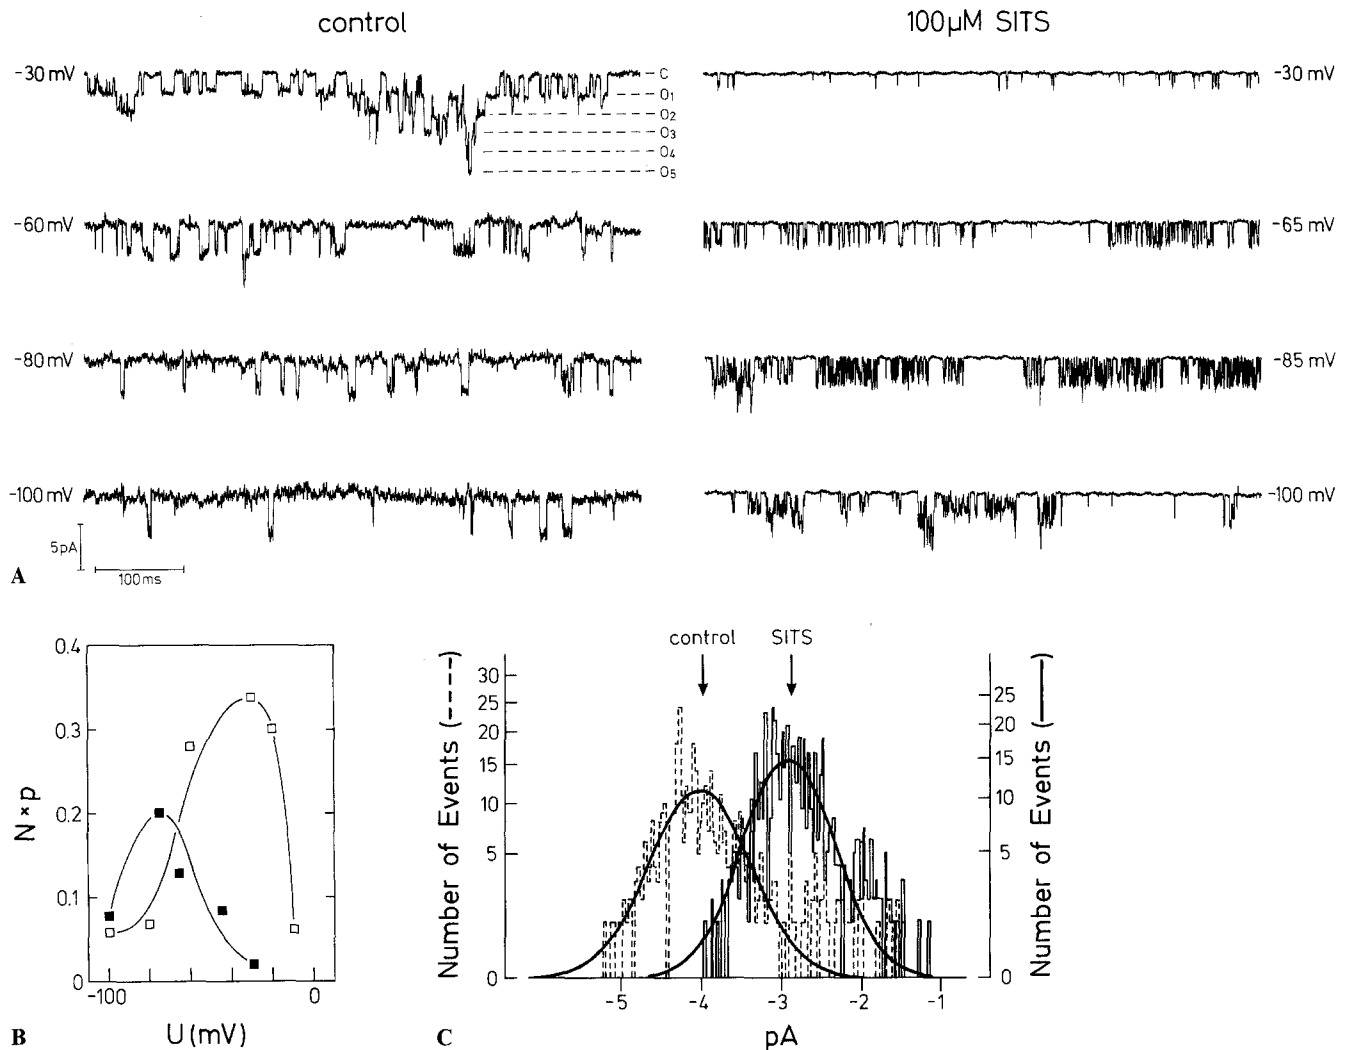 control
100μM SITS
-30 mV
C
O1
O2
O3
O4
O5
-30 mV
-60 mV
-65 mV
-80 mV
-85 mV
-100 mV
-100 mV
5pA
100ms
A
control
SITS
0.4
0.3
0.2
0.1
0
N × p
-100
0
U (mV)
B
Number of Events (----)
30
25
20
15
10
5
0
25
20
15
10
5
0
Number of Events (——)
-5
-4
-3
-2
-1
pA
C